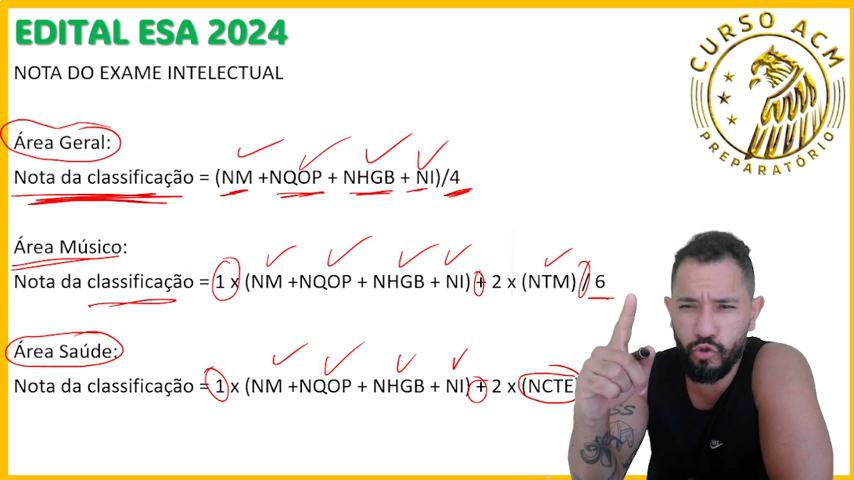 EDITAL ESA 2024
NOTA DO EXAME INTELECTUAL
Área Geral:
Nota da classificação = (NM +NQOP + NHGB + NI)/4
Área Músico:
Nota da classificação = 1 x (NM +NQOP + NHGB + NI) + 2 x (NTM) / 6
Área Saúde:
Nota da classificação = 1 x (NM +NQOP + NHGB + NI) + 2 x (NCTE
CURSO ACM
PREPARATÓRIO